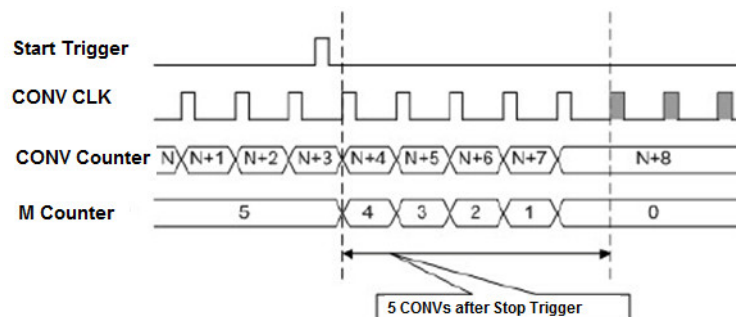 Start Trigger
CONV CLK
CONV Counter N N+1 N+2 N+3 N+4 N+5 N+6 N+7 N+8
M Counter 5 4 3 2 1 0
5 CONVs after Stop Trigger